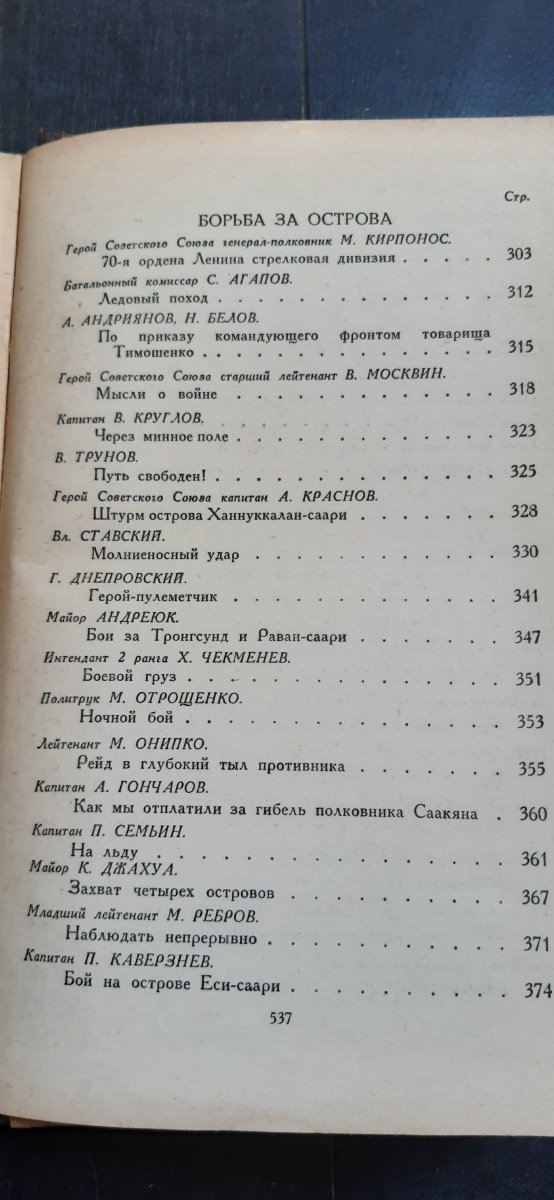 Стр.
БОРЬБА ЗА ОСТРОВА
Герой Советского Союза генерал-полковник М. КИРПОНОС.
70-я ордена Ленина стрелковая дивизия . . . . . 303
Батальонный комиссар С. АГАПОВ.
Ледовый поход . . . . . . . . . . . . . . 312
А. АНДРИЯНОВ, Н. БЕЛОВ.
По приказу командующего фронтом товарища
Тимошенко . . . . . . . . . . . . . . 315
Герой Советского Союза старший лейтенант В. МОСКВИН.
Мысли о войне . . . . . . . . . . . . . 318
Капитан В. КРУГЛОВ.
Через минное поле . . . . . . . . . . . . . 323
В. ТРУНОВ.
Путь свободен! . . . . . . . . . . . . . 325
Герой Советского Союза капитан А. КРАСНОВ.
Штурм острова Ханнуккалан-саари . . . . . . . 328
Вл. СТАВСКИЙ.
Молниеносный удар . . . . . . . . . . . . 330
Г. ДНЕПРОВСКИЙ.
Герой-пулеметчик . . . . . . . . . . . . . 341
Майор АНДРЕЮК.
Бои за Тронгсунд и Раван-саари . . . . . . . . 347
Интендант 2 ранга Х. ЧЕКМЕНЕВ.
Боевой груз . . . . . . . . . . . . . . . 351
Политрук М. ОТРОЩЕНКО.
Ночной бой . . . . . . . . . . . . . . . 353
Лейтенант М. ОНИПКО.
Рейд в глубокий тыл противника . . . . . . . . 355
Капитан А. ГОНЧАРОВ.
Как мы отплатили за гибель полковника Саакяна . 360
Капитан П. СЕМЬИН.
На льду . . . . . . . . . . . . . . . . 361
Майор К. ДЖАХУА.
Захват четырех островов . . . . . . . . . . 367
Младший лейтенант М. РЕБРОВ.
Наблюдать непрерывно . . . . . . . . . . . 371
Капитан П. КАВЕРЗНЕВ.
Бой на острове Еси-саари . . . . . . . . . . 374
537